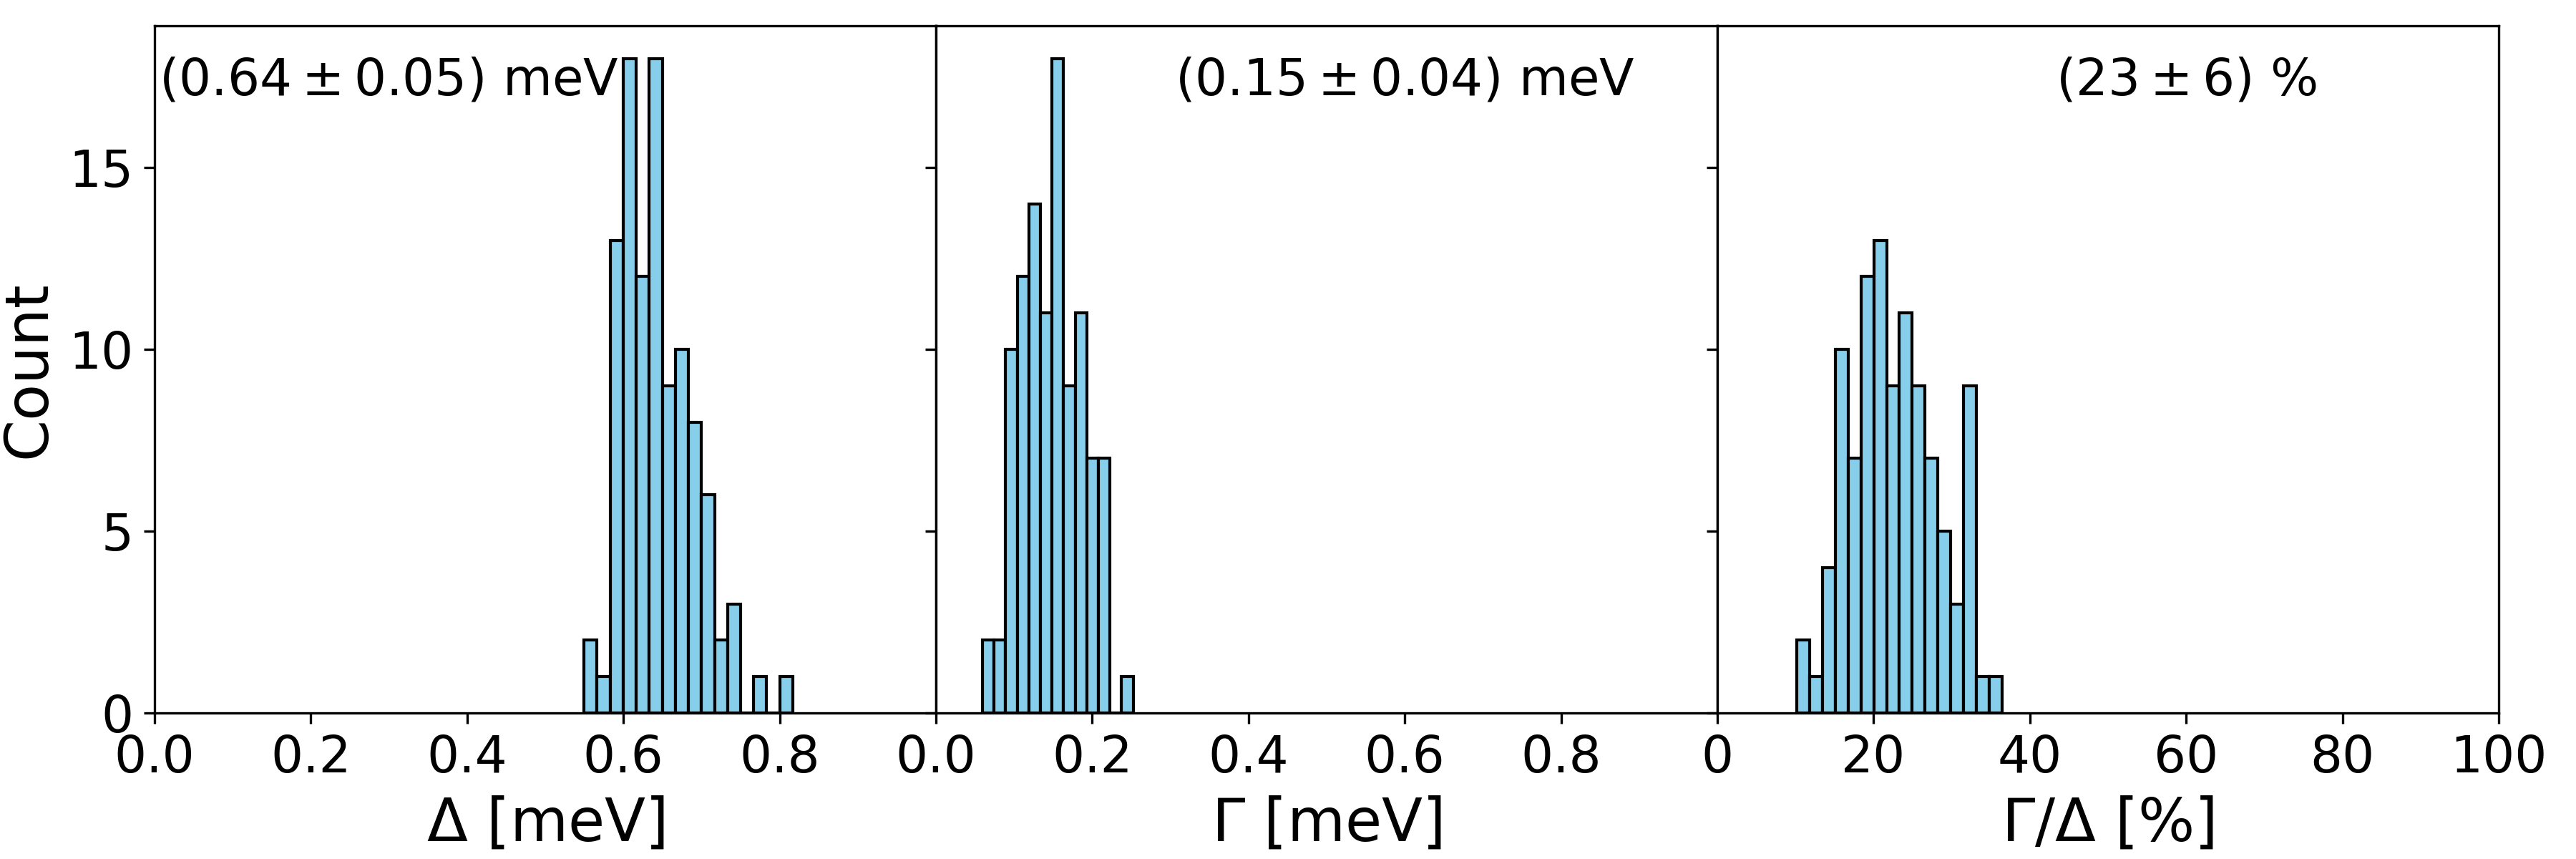 (0.64 ± 0.05) meV
(0.15 ± 0.04) meV
(23 ± 6) %
Count
15
10
5
0
0.0 0.2 0.4 0.6 0.8
0.0 0.2 0.4 0.6 0.8
0 20 40 60 80 100
Δ [meV]
Γ [meV]
Γ/Δ [%]